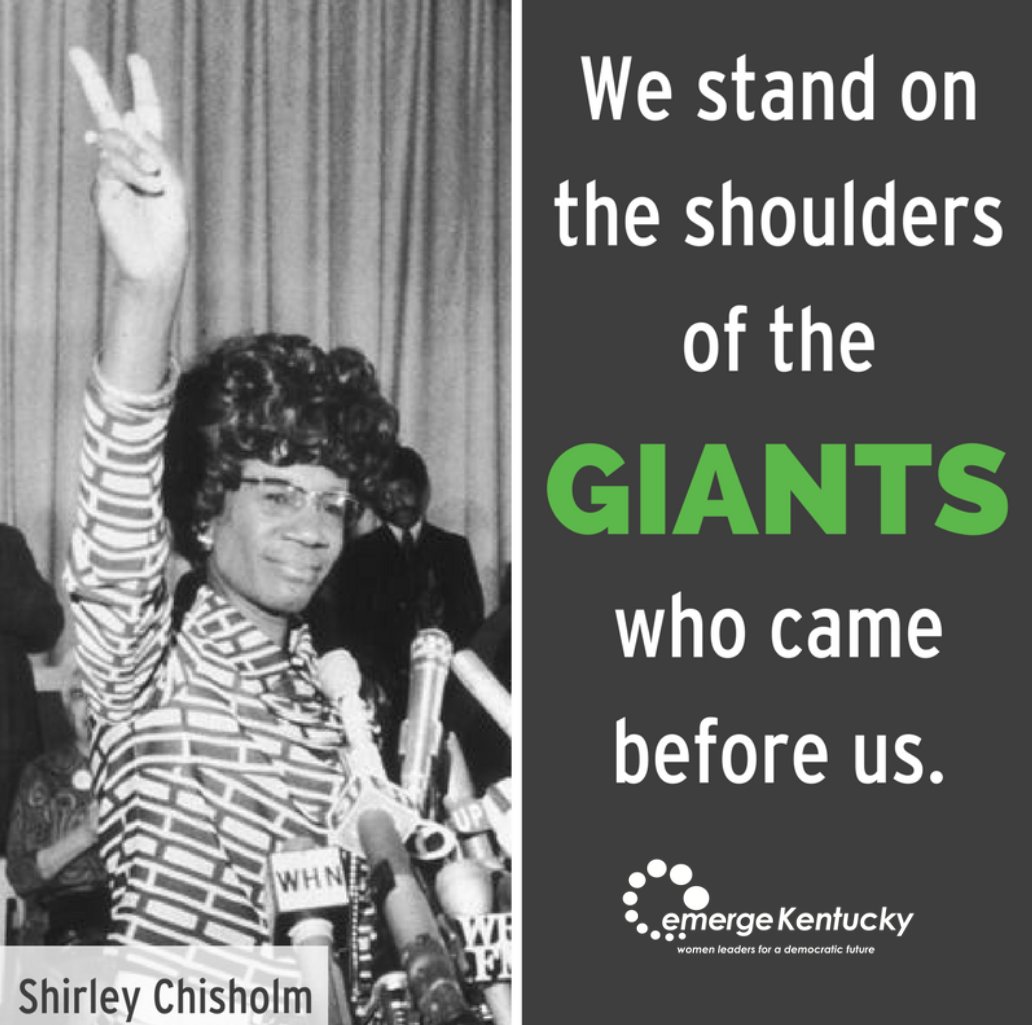 We stand on
the shoulders
of the
GIANTS
who came
before us.
emerge Kentucky
women leaders for a democratic future
WHN
Shirley Chisholm